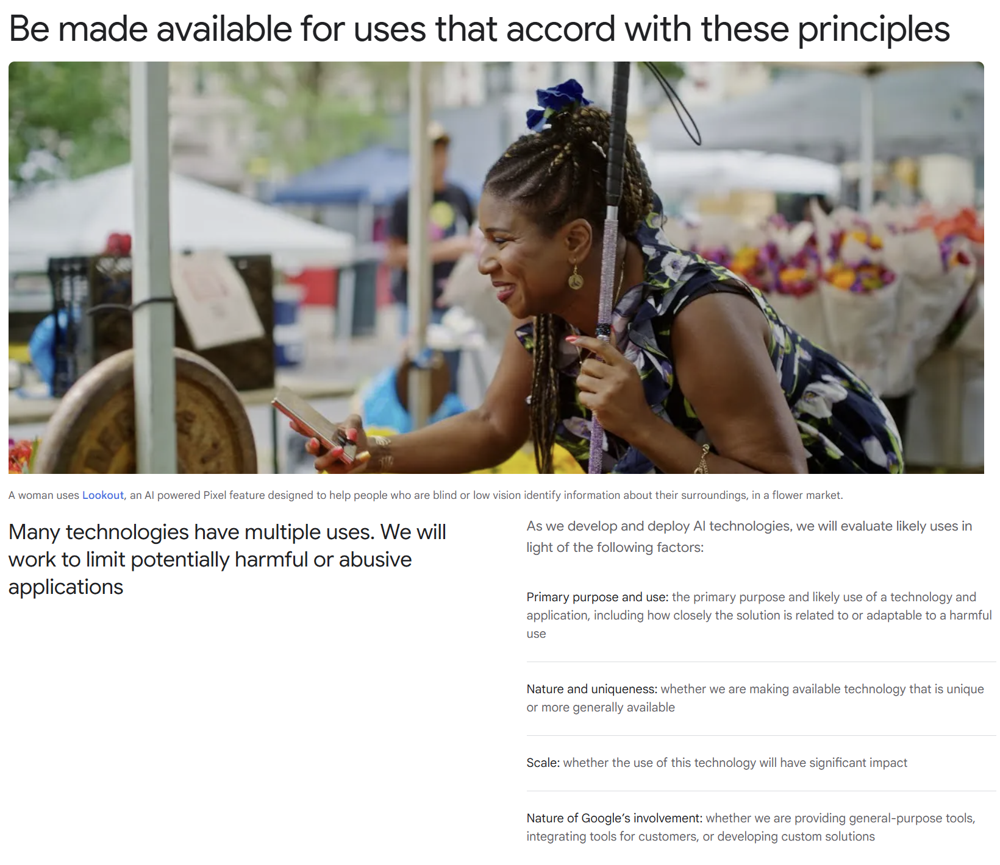 Be made available for uses that accord with these principles
A woman uses Lookout, an AI powered Pixel feature designed to help people who are blind or low vision identify information about their surroundings, in a flower market.
Many technologies have multiple uses. We will
work to limit potentially harmful or abusive
applications
As we develop and deploy AI technologies, we will evaluate likely uses in
light of the following factors:
Primary purpose and use: the primary purpose and likely use of a technology and
application, including how closely the solution is related to or adaptable to a harmful
use
Nature and uniqueness: whether we are making available technology that is unique
or more generally available
Scale: whether the use of this technology will have significant impact
Nature of Google’s involvement: whether we are providing general-purpose tools,
integrating tools for customers, or developing custom solutions